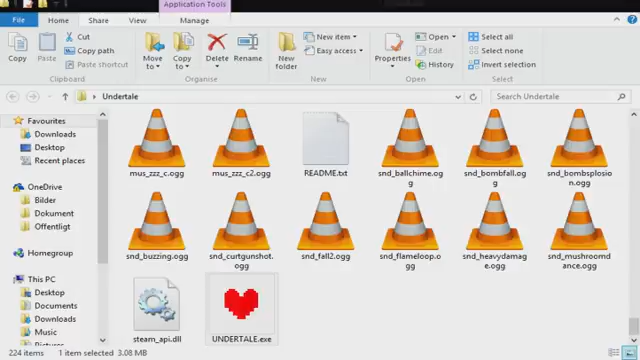 Application Tools
File Home Share View Manage
Copy Paste Cut Copy path Paste shortcut
Move to Copy to Delete Rename
New folder New item Easy access
Properties Open Edit History
Select all Select none Invert selection
Clipboard Organise New Open Select
Undertale Search Undertale
Favourites
Downloads
Desktop
Recent places
OneDrive
Bilder
Dokument
Offentligt
Homegroup
This PC
Desktop
Documents
Downloads
Music
mus_zzz_c.ogg mus_zzz_c2.ogg README.txt snd_ballchime.ogg snd_bombfall.ogg snd_bombsplosion.ogg
snd_buzzing.ogg snd_curtgunshot.ogg snd_fall2.ogg snd_flameloop.ogg snd_heavydamage.ogg snd_mushroomdance.ogg
steam_api.dll UNDERTALE.exe
224 items 1 item selected 3.08 MB